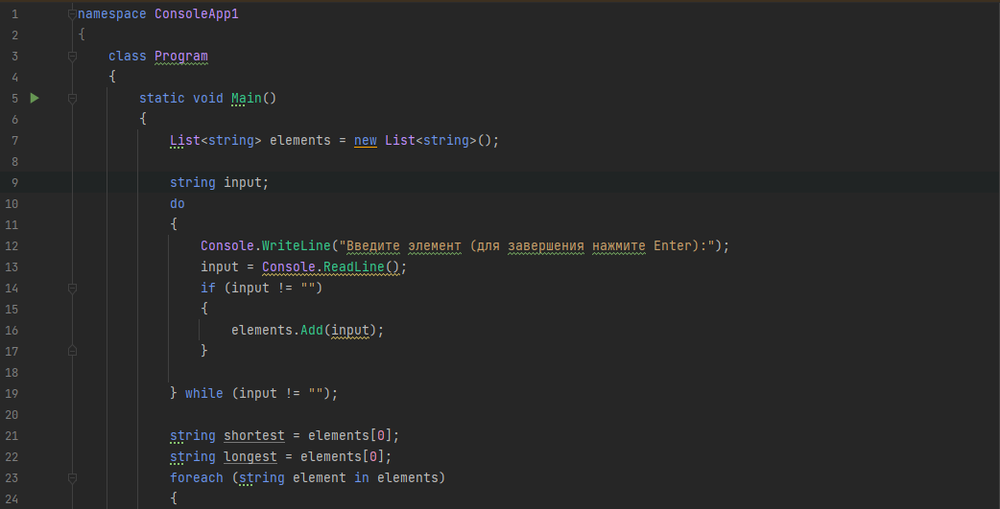 1 namespace ConsoleApp1
2 {
3 class Program
4 {
5 static void Main()
6 {
7 List<string> elements = new List<string>();
8
9 string input;
10 do
11 {
12 Console.WriteLine("Введите элемент (для завершения нажмите Enter):");
13 input = Console.ReadLine();
14 if (input != "")
15 {
16 elements.Add(input);
17 }
18
19 } while (input != "");
20
21 string shortest = elements[0];
22 string longest = elements[0];
23 foreach (string element in elements)
24 {